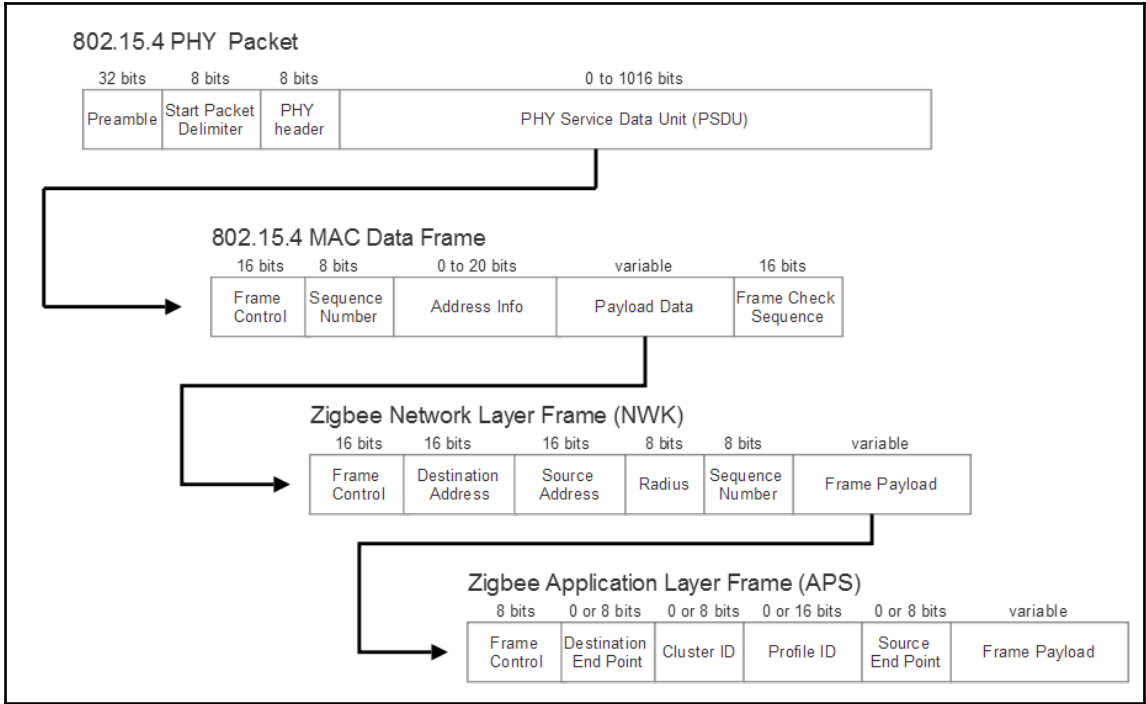 802.15.4 PHY Packet
32 bits 8 bits 8 bits 0 to 1016 bits
Preamble Start Packet Delimiter PHY header PHY Service Data Unit (PSDU)
802.15.4 MAC Data Frame
16 bits 8 bits 0 to 20 bits variable 16 bits
Frame Control Sequence Number Address Info Payload Data Frame Check Sequence
Zigbee Network Layer Frame (NWK)
16 bits 16 bits 16 bits 8 bits 8 bits variable
Frame Control Destination Address Source Address Radius Sequence Number Frame Payload
Zigbee Application Layer Frame (APS)
8 bits 0 or 8 bits 0 or 8 bits 0 or 16 bits 0 or 8 bits variable
Frame Control Destination End Point Cluster ID Profile ID Source End Point Frame Payload